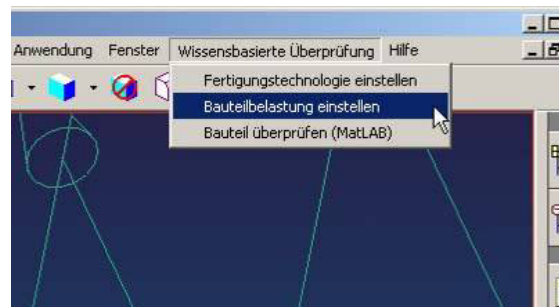 Anwendung Fenster Wissensbasierte Überprüfung Hilfe
Fertigungstechnologie einstellen
Bauteilbelastung einstellen
Bauteil überprüfen (MatLAB)